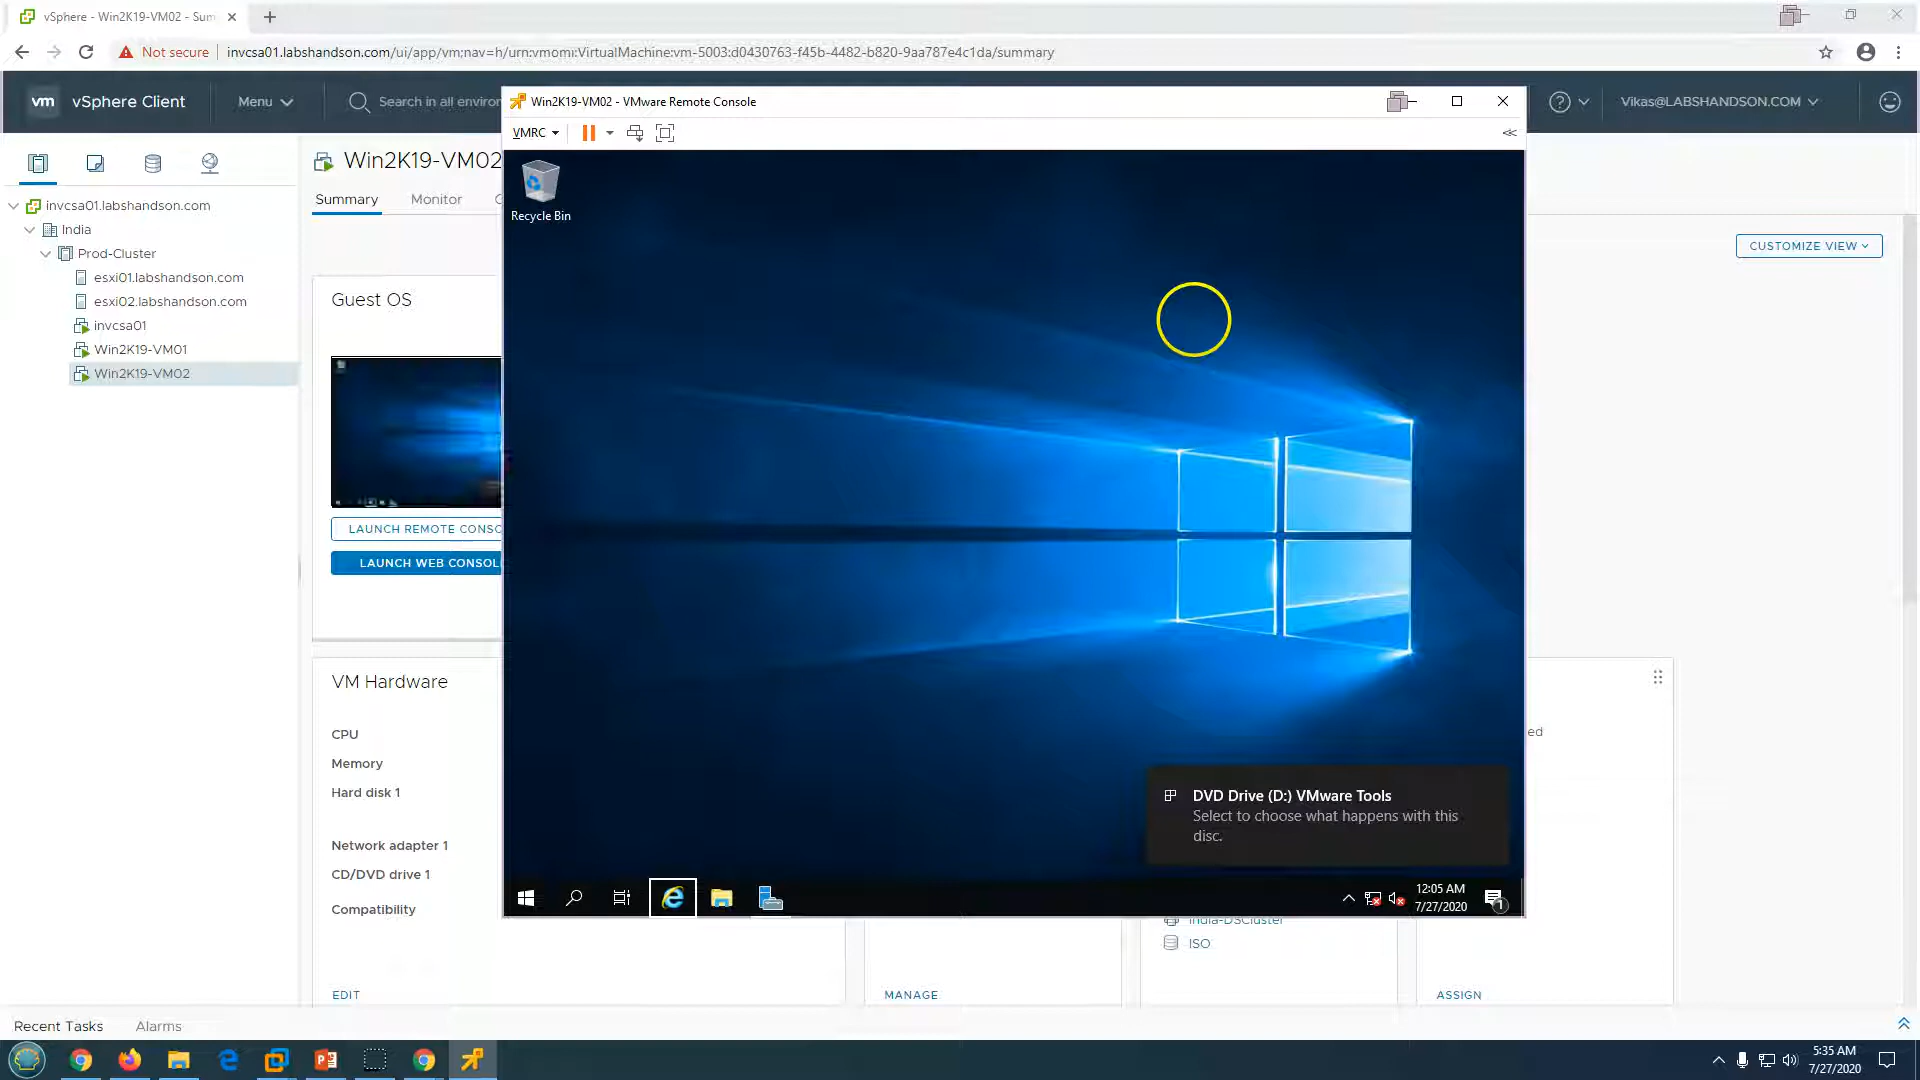 vSphere - Win2K19-VM02 - Sum
Not secure
invcsa01.labshandson.com/ui/app/vm;nav=h/urn:vmomi:VirtualMachine:vm-5003:d0430763-f45b-4482-b820-9aa787e4c1da/summary
vm
vSphere Client
Menu
Search in all enviro
Vikas@LABSHANDSON.COM
Win2K19-VM02 - VMware Remote Console
VMRC
invcsa01.labshandson.com
India
Prod-Cluster
esxi01.labshandson.com
esxi02.labshandson.com
invcsa01
Win2K19-VM01
Win2K19-VM02
Win2K19-VM02
Summary
Monitor
CUSTOMIZE VIEW
Guest OS
LAUNCH REMOTE CONSO
LAUNCH WEB CONSOL
VM Hardware
CPU
Memory
Hard disk 1
Network adapter 1
CD/DVD drive 1
Compatibility
EDIT
MANAGE
ASSIGN
ed
Recycle Bin
DVD Drive (D:) VMware Tools
Select to choose what happens with this
disc.
12:05 AM
7/27/2020
1
India-DSCluster
ISO
Recent Tasks
Alarms
5:35 AM
7/27/2020